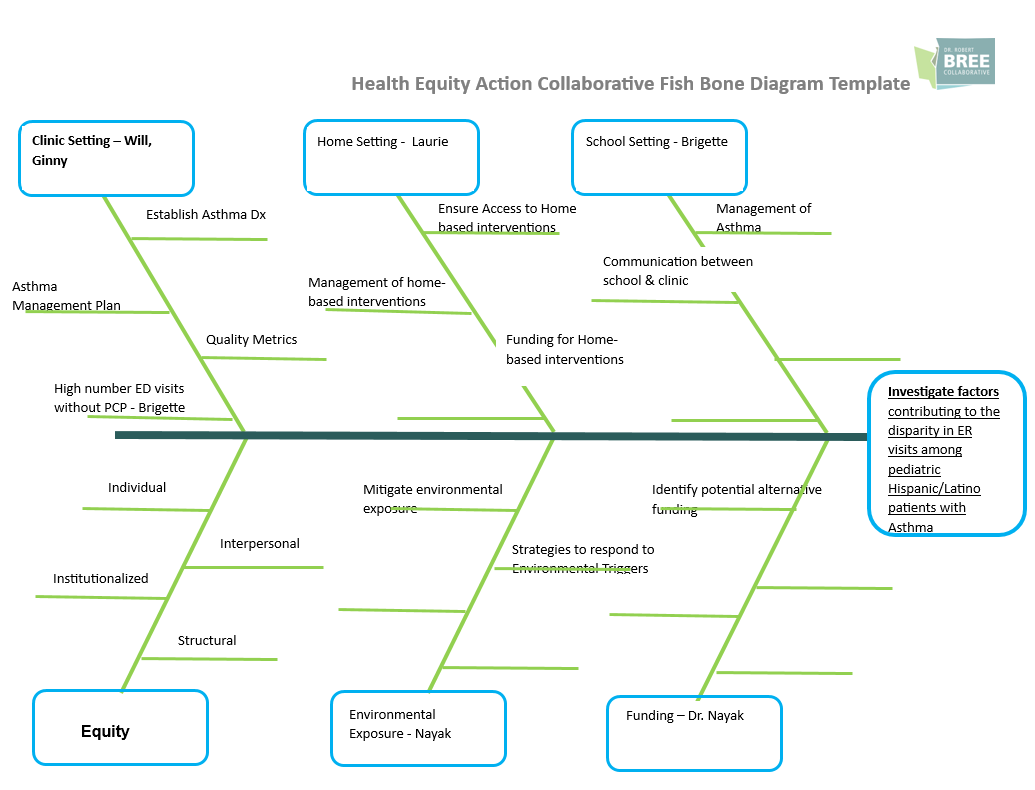 DR. ROBERT
BREE
COLLABORATIVE
Health Equity Action Collaborative Fish Bone Diagram Template
Clinic Setting – Will,
Ginny
Home Setting -  Laurie
School Setting - Brigette
Establish Asthma Dx
Ensure Access to Home
based interventions
Management of
Asthma
Asthma
Management Plan
Management of home-
based interventions
Communication between
school & clinic
Quality Metrics
Funding for Home-
based interventions
High number ED visits
without PCP - Brigette
Investigate factors
contributing to the
disparity in ER
visits among
pediatric
Hispanic/Latino
patients with
Asthma
Individual
Mitigate environmental
exposure
Identify potential alternative
funding
Interpersonal
Strategies to respond to
Environmental Triggers
Institutionalized
Structural
Equity
Environmental
Exposure - Nayak
Funding – Dr. Nayak